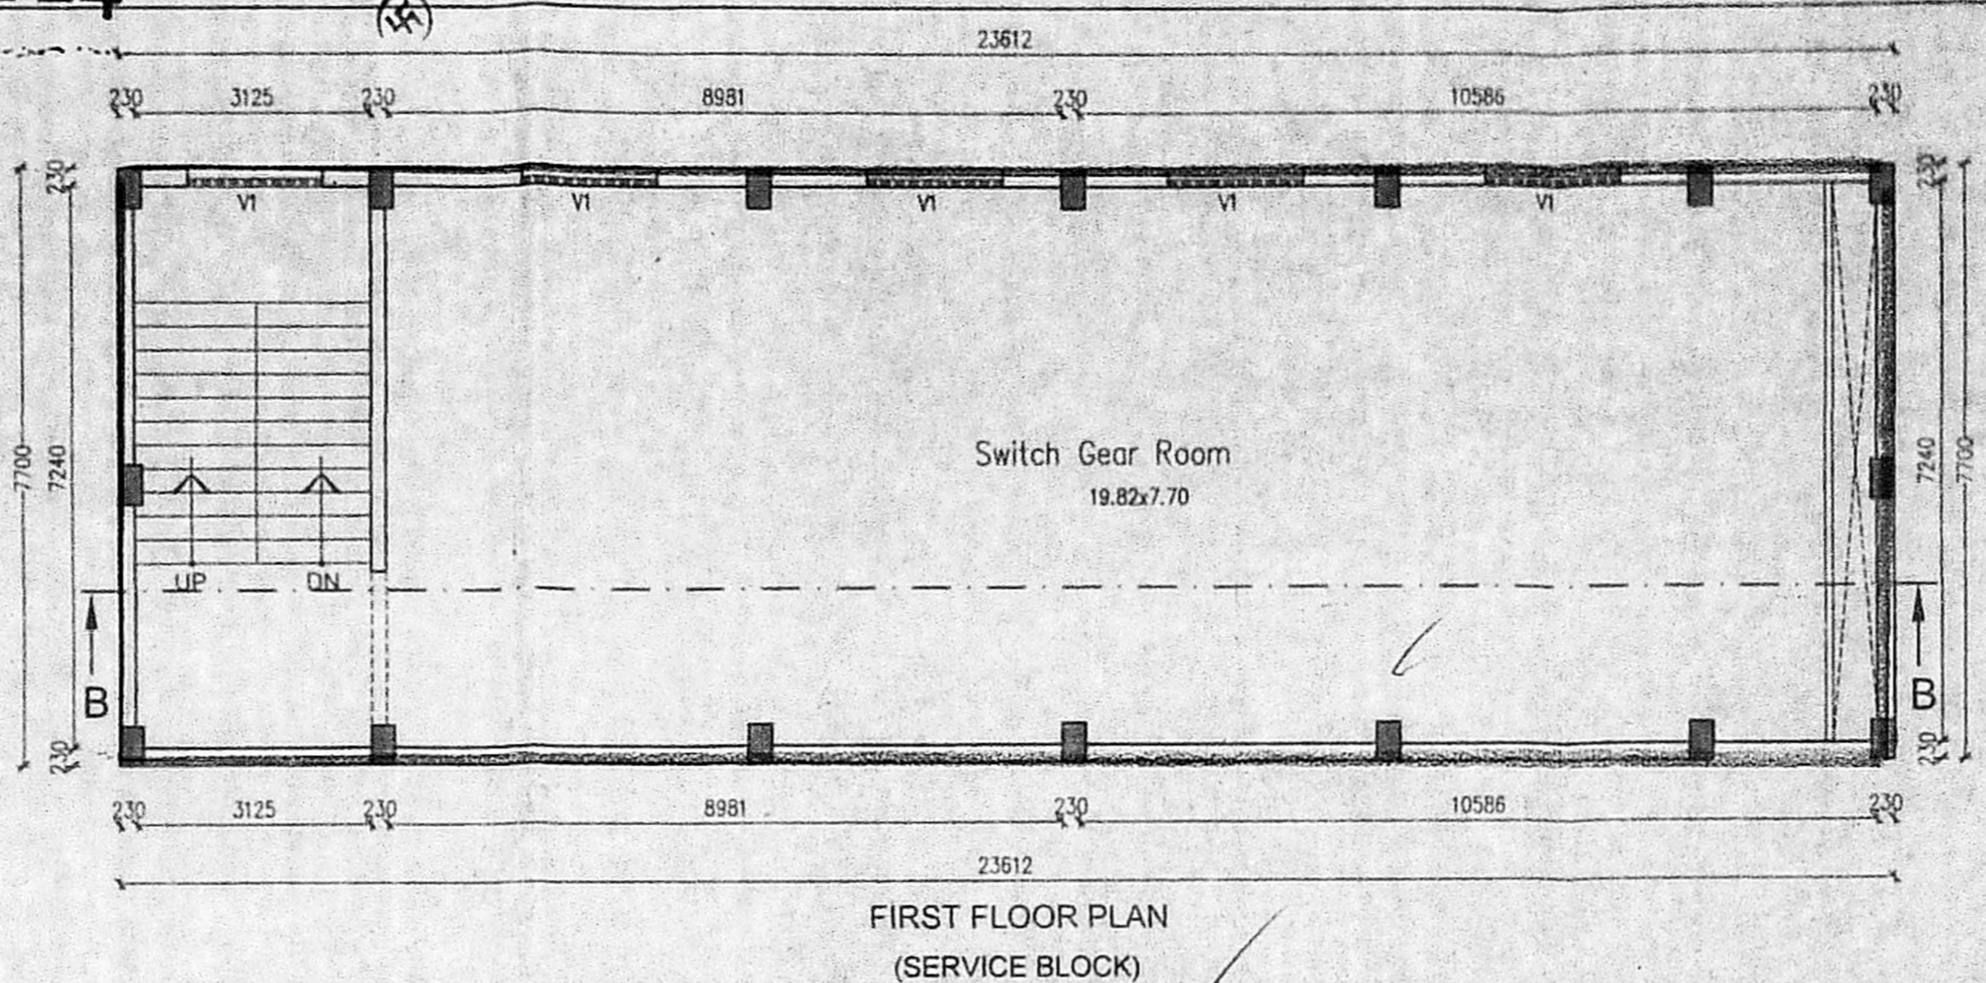 23612
230 3125 230 8981 230 10586 230
230 230
V1 V1 V1 V1 V1
7700 7240 7240 7700
Switch Gear Room
19.82x7.70
UP DN
B B
230 230
230 3125 230 8981 230 10586 230
23612
FIRST FLOOR PLAN
(SERVICE BLOCK)